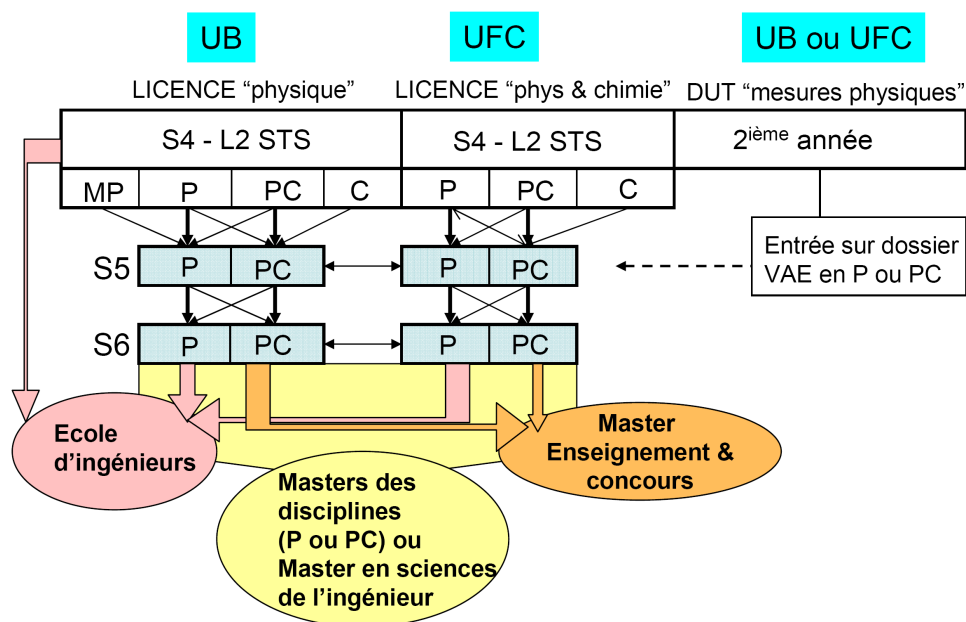 UB
UFC
UB ou UFC
LICENCE “physique”
LICENCE “phys & chimie”
DUT “mesures physiques”
S4 - L2 STS
S4 - L2 STS
2ième année
MP
P
PC
C
P
PC
C
S5
P
PC
P
PC
Entrée sur dossier
VAE en P ou PC
S6
P
PC
P
PC
Ecole
d’ingénieurs
Master
Enseignement &
concours
Masters des
disciplines
(P ou PC) ou
Master en sciences
de l’ingénieur